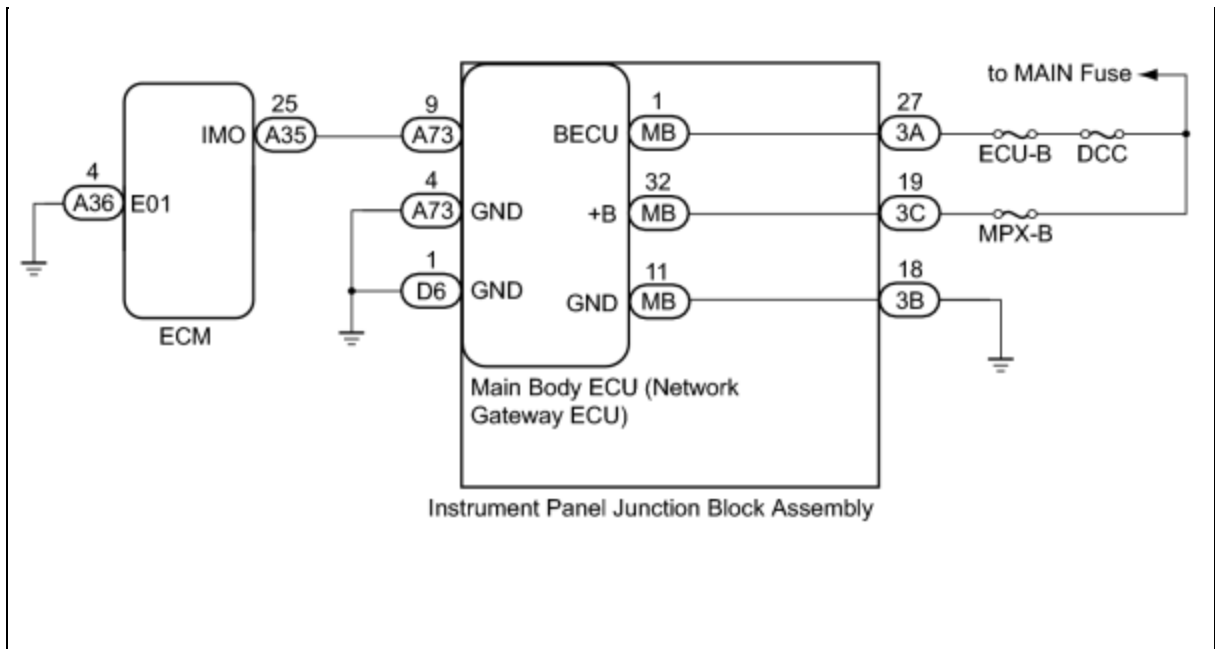 to MAIN Fuse
25
9
1
27
IMO
A35
A73
BECU
MB
3A
ECU-B
DCC
4
4
32
19
A36
E01
A73
GND
+B
MB
3C
MPX-B
1
11
18
D6
GND
GND
MB
3B
ECM
Main Body ECU (Network
Gateway ECU)
Instrument Panel Junction Block Assembly